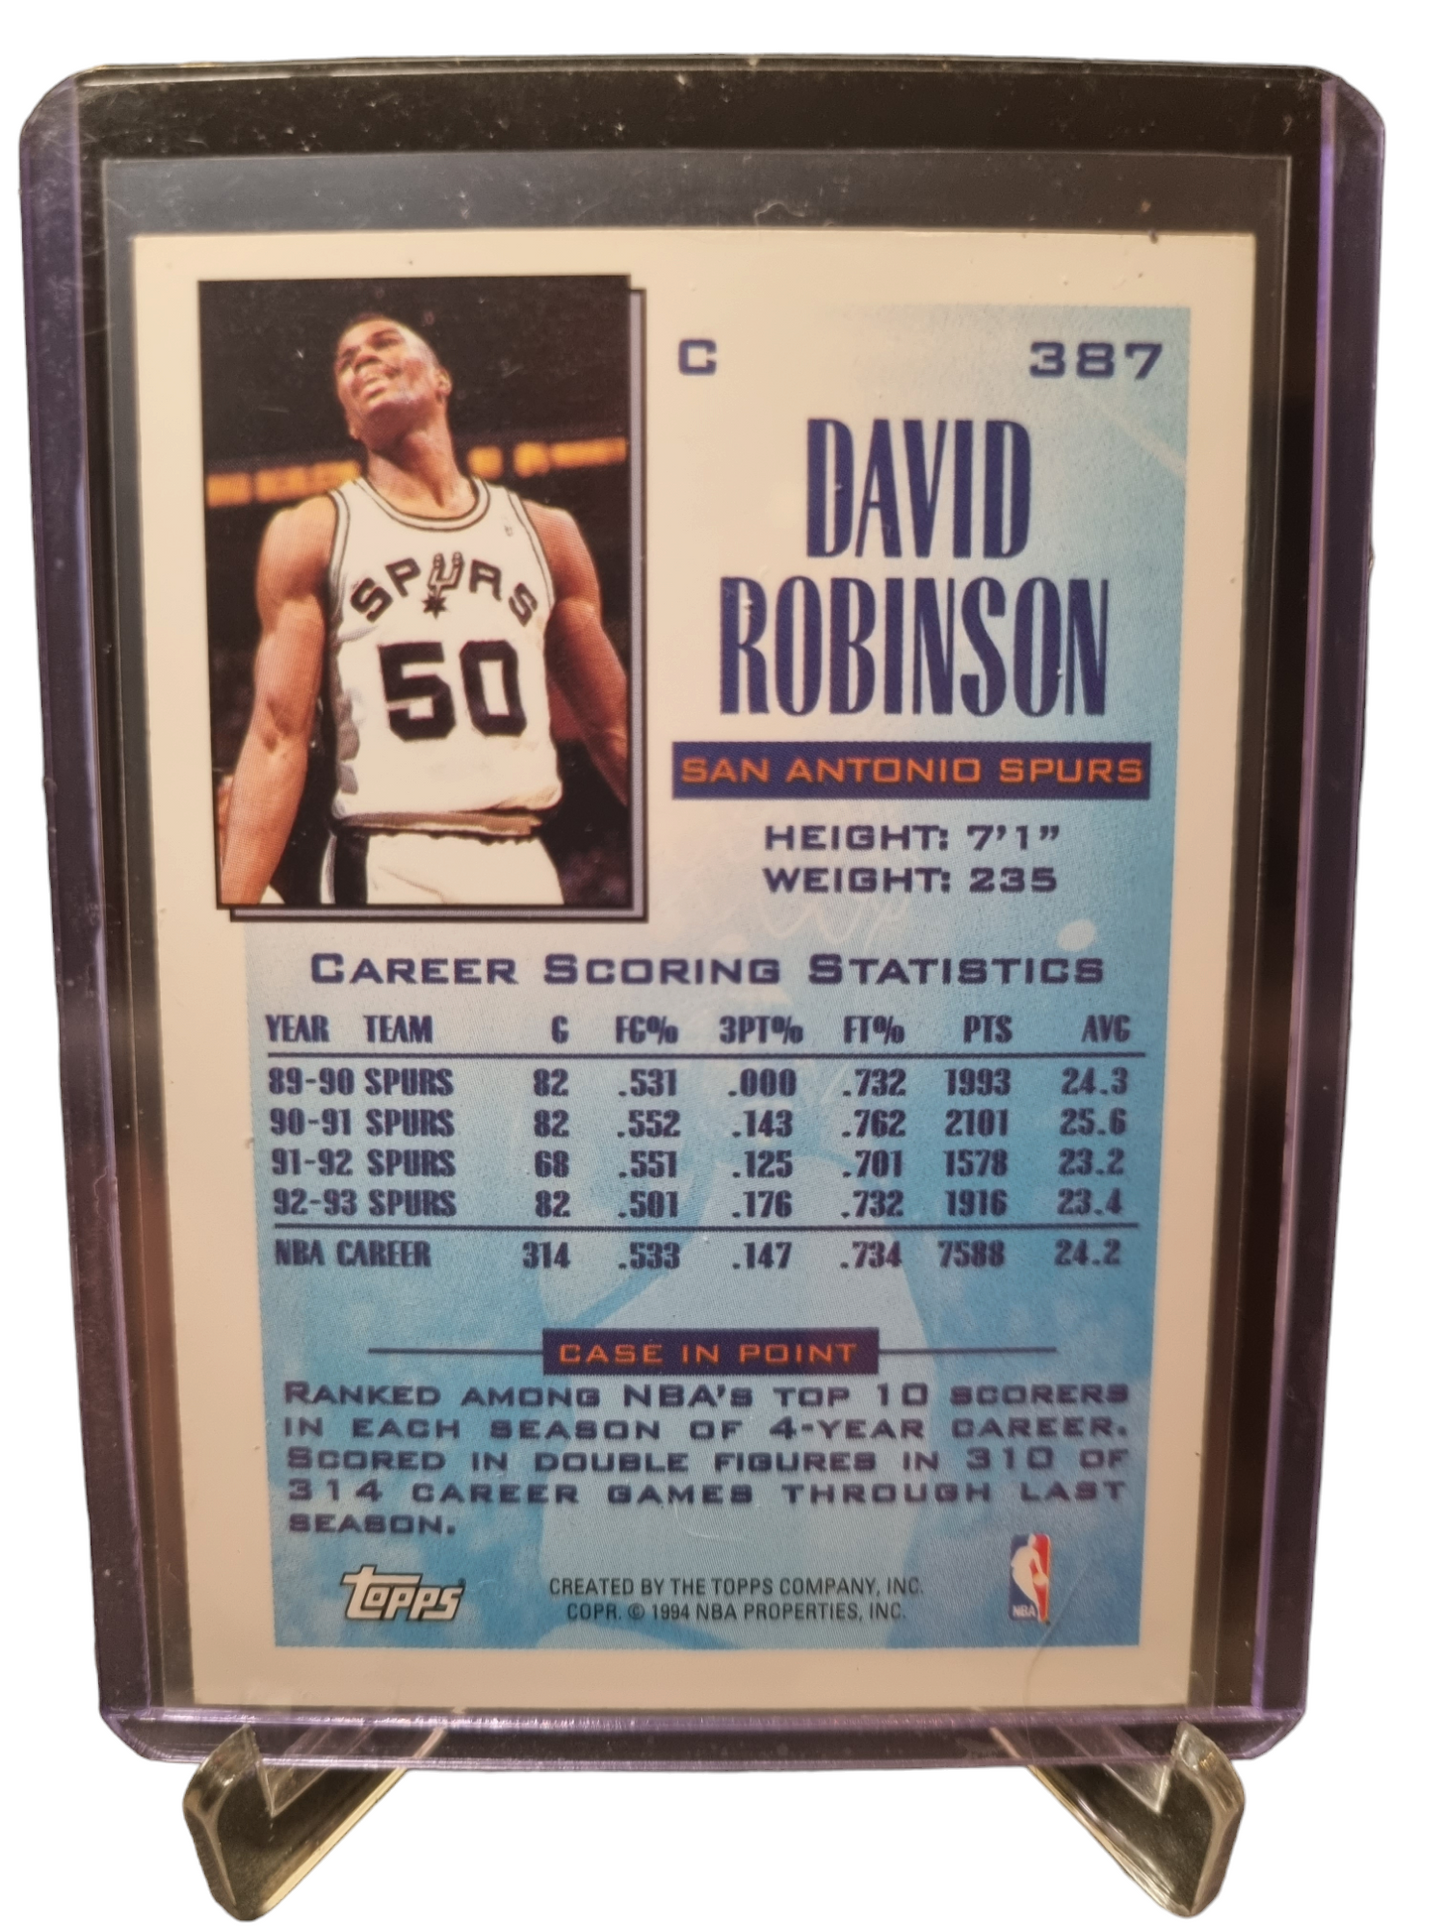 C 387
DAVID
ROBINSON
SAN ANTONIO SPURS
HEIGHT: 7'1"
WEIGHT: 235
SPURS
50
CAREER SCORING STATISTICS
YEAR TEAM G FG% 3PT% FT% PTS AVG
89-90 SPURS 82 .531 .000 .732 1993 24.3
90-91 SPURS 82 .552 .143 .762 2101 25.6
91-92 SPURS 68 .551 .125 .701 1578 23.2
92-93 SPURS 82 .501 .176 .732 1916 23.4
NBA CAREER 314 .533 .147 .734 7588 24.2
CASE IN POINT
RANKED AMONG NBA'S TOP 10 SCORERS
IN EACH SEASON OF 4-YEAR CAREER.
SCORED IN DOUBLE FIGURES IN 310 OF
314 CAREER GAMES THROUGH LAST
SEASON.
TOPPS
CREATED BY THE TOPPS COMPANY, INC.
COPR. © 1994 NBA PROPERTIES, INC.
NBA